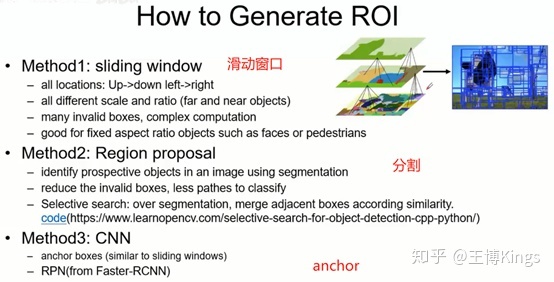 How to Generate ROI
• Method1: sliding window 滑动窗口
– all locations: Up->down left->right
– all different scale and ratio (far and near objects)
– many invalid boxes, complex computation
– good for fixed aspect ratio objects such as faces or pedestrians
• Method2: Region proposal
分割
– identify prospective objects in an image using segmentation
– reduce the invalid boxes, less pathes to classify
– Selective search: over segmentation, merge adjacent boxes according similarity.
code(https://www.learnopencv.com/selective-search-for-object-detection-cpp-python/)
• Method3: CNN
– anchor boxes (similar to sliding windows)
– RPN(from Faster-RCNN)
anchor
知乎 @王博Kings